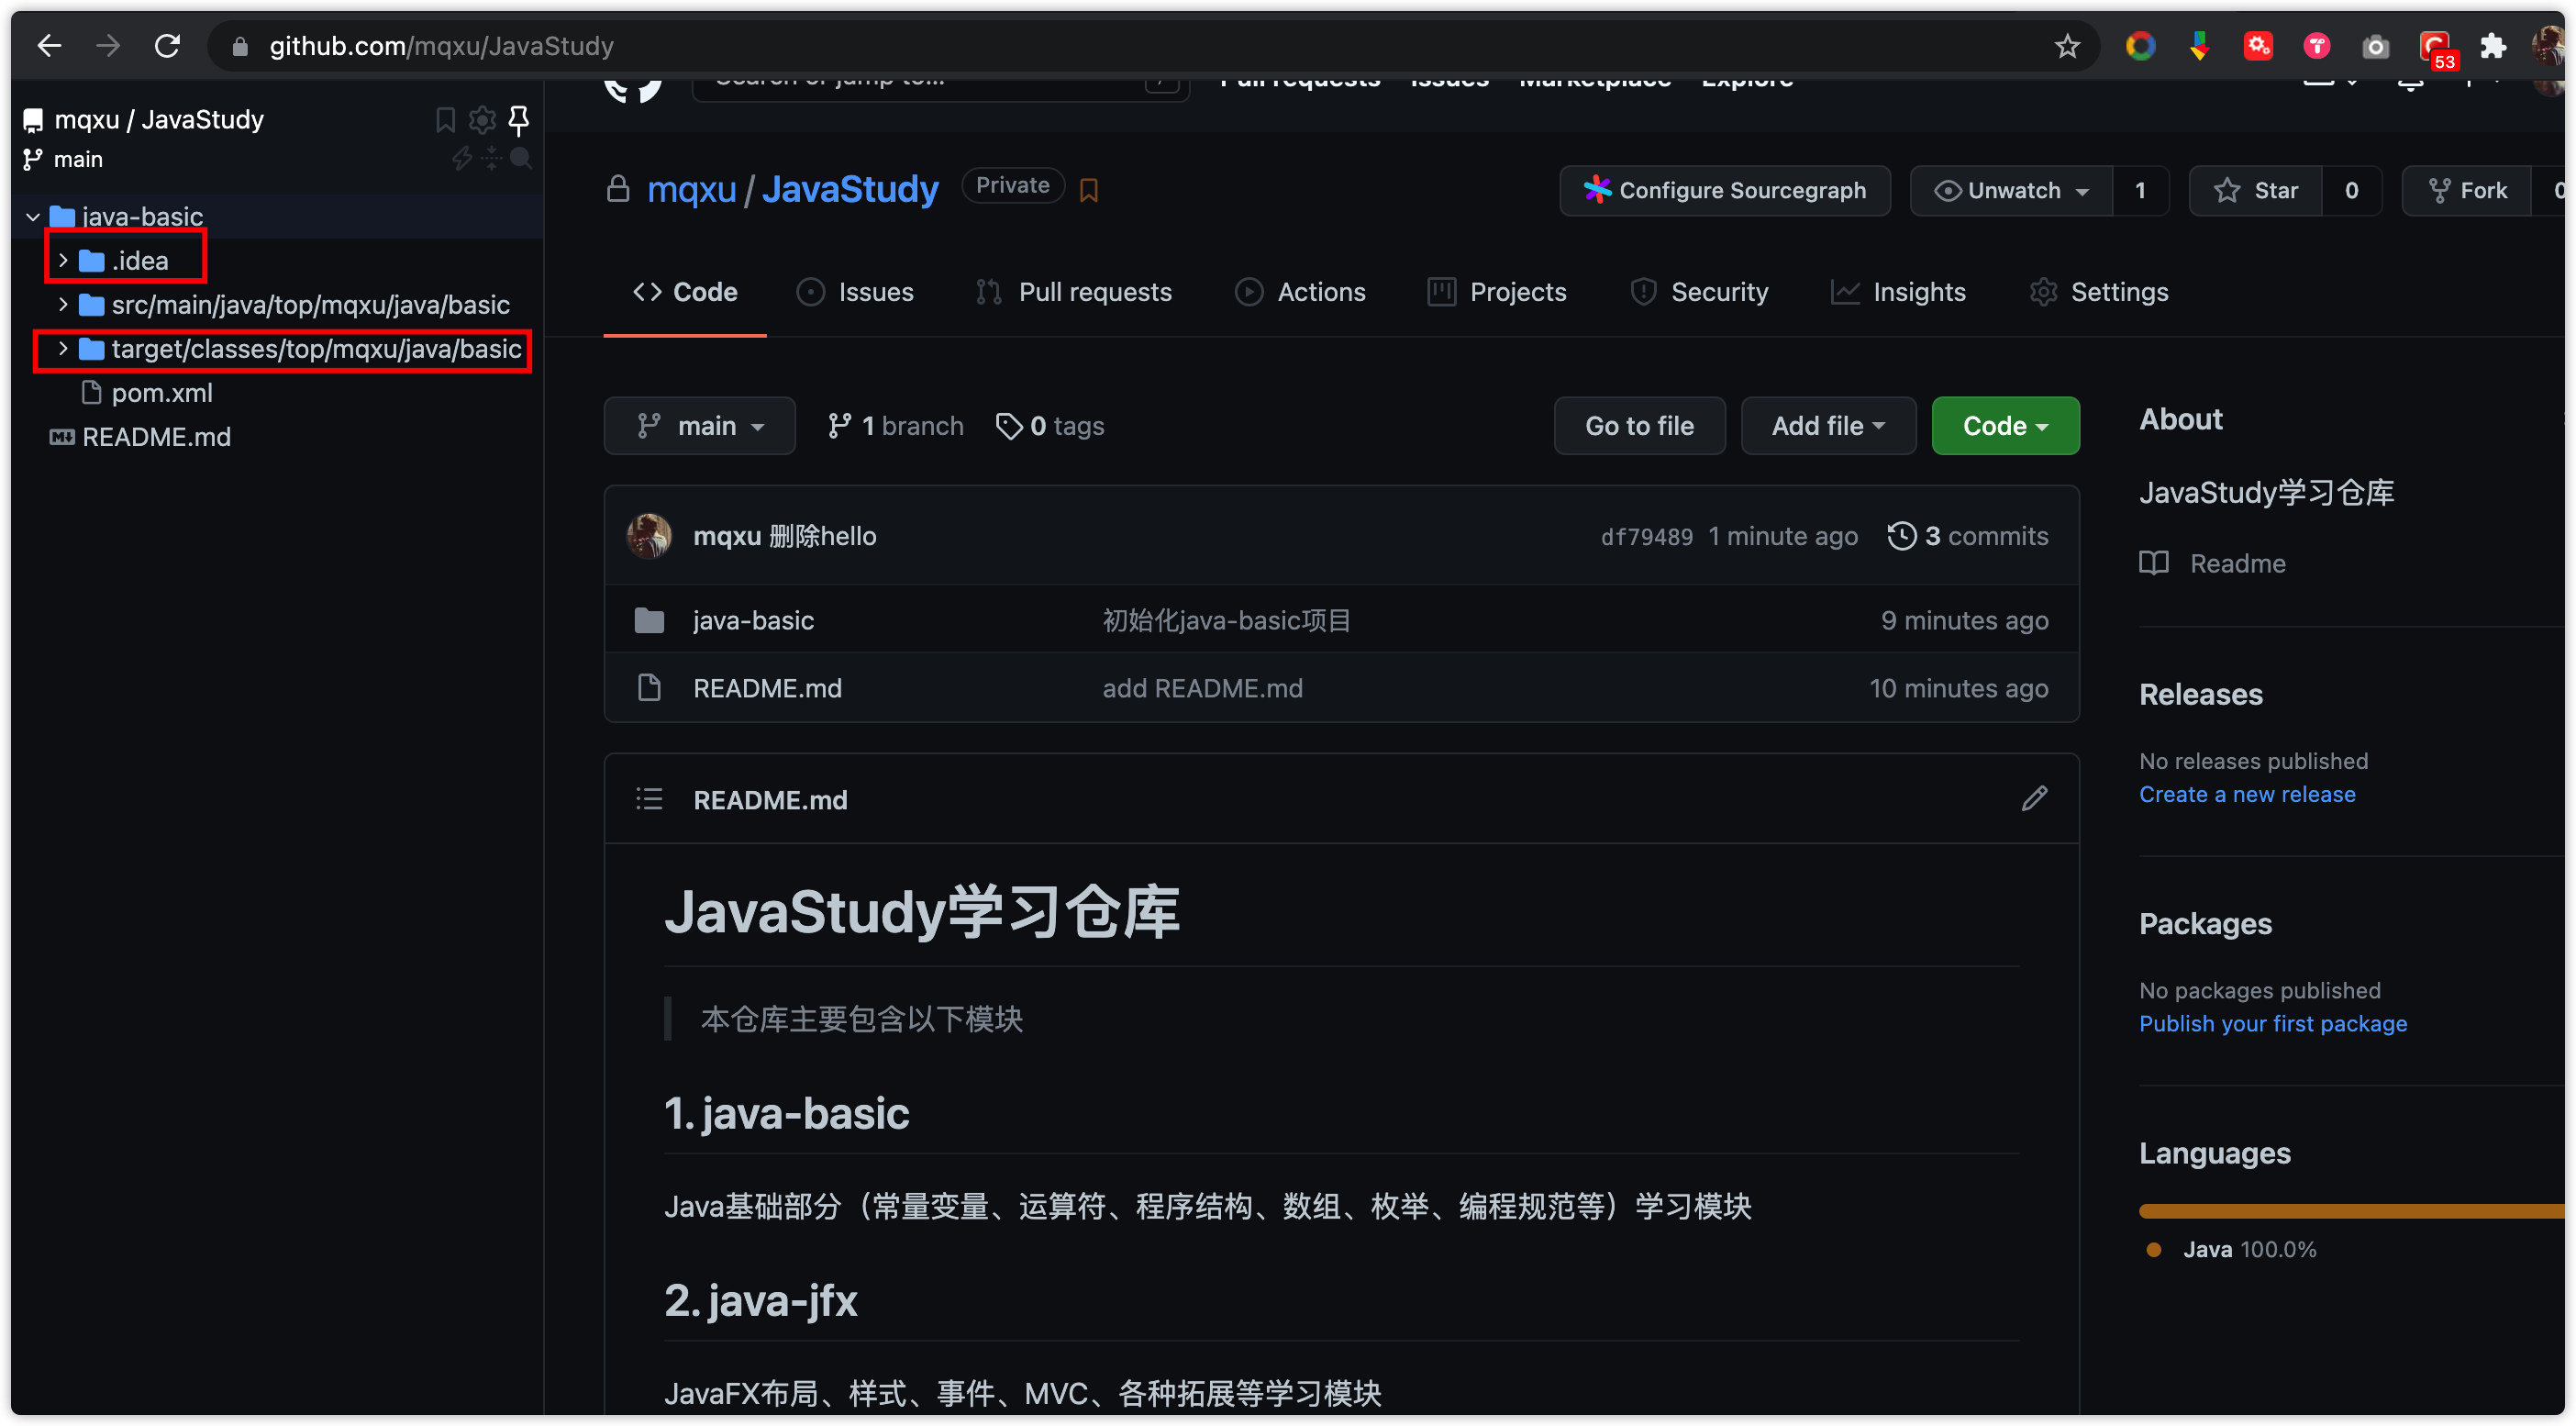 github.com/mqxu/JavaStudy
53
mqxu / JavaStudy
main
java-basic
.idea
src/main/java/top/mqxu/java/basic
target/classes/top/mqxu/java/basic
pom.xml
README.md
Search or jump to...
Pull requests Issues Marketplace Explore
mqxu / JavaStudy Private
Configure Sourcegraph Unwatch 1 Star 0 Fork 0
Code Issues Pull requests Actions Projects Security Insights Settings
main 1 branch 0 tags Go to file Add file Code
mqxu 删除hello df79489 1 minute ago 3 commits
java-basic 初始化java-basic项目 9 minutes ago
README.md add README.md 10 minutes ago
README.md
JavaStudy学习仓库
本仓库主要包含以下模块
1. java-basic
Java基础部分（常量变量、运算符、程序结构、数组、枚举、编程规范等）学习模块
2. java-jfx
JavaFX布局、样式、事件、MVC、各种拓展等学习模块
About
JavaStudy学习仓库
Readme
Releases
No releases published
Create a new release
Packages
No packages published
Publish your first package
Languages
Java 100.0%